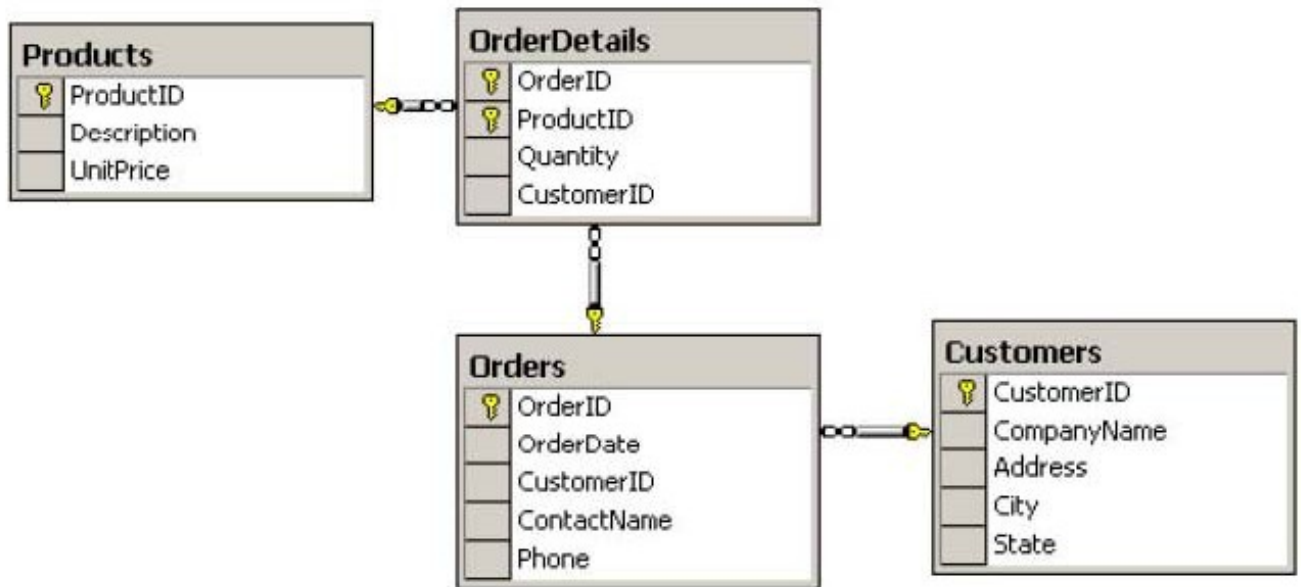 Products
ProductID
Description
UnitPrice
OrderDetails
OrderID
ProductID
Quantity
CustomerID
Orders
OrderID
OrderDate
CustomerID
ContactName
Phone
Customers
CustomerID
CompanyName
Address
City
State